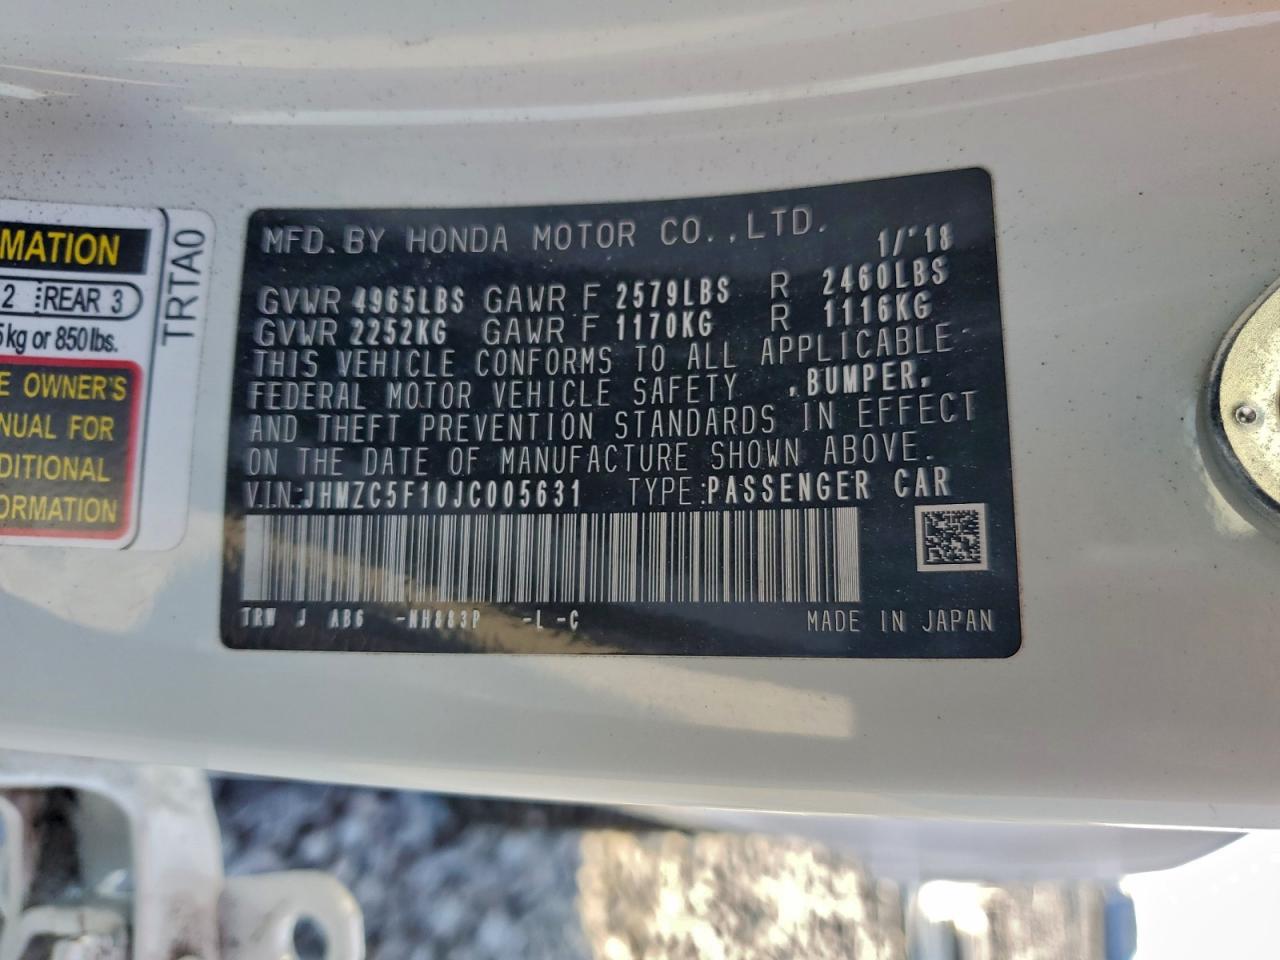 MATION
2 REAR 3
5 kg or 850 lbs.
E OWNER'S
NUAL FOR
DITIONAL
FORMATION
TRTA0
MFD. BY HONDA MOTOR CO., LTD.
1/'18
GVWR 4965LBS GAWR F 2579LBS R 2460LBS
GVWR 2252KG GAWR F 1170KG R 1116KG
THIS VEHICLE CONFORMS TO ALL APPLICABLE
FEDERAL MOTOR VEHICLE SAFETY , BUMPER,
AND THEFT PREVENTION STANDARDS IN EFFECT
ON THE DATE OF MANUFACTURE SHOWN ABOVE.
V.I.N.: JHMZC5F10JC005631 TYPE: PASSENGER CAR
TRW J AB6 -NH883P -L -C
MADE IN JAPAN